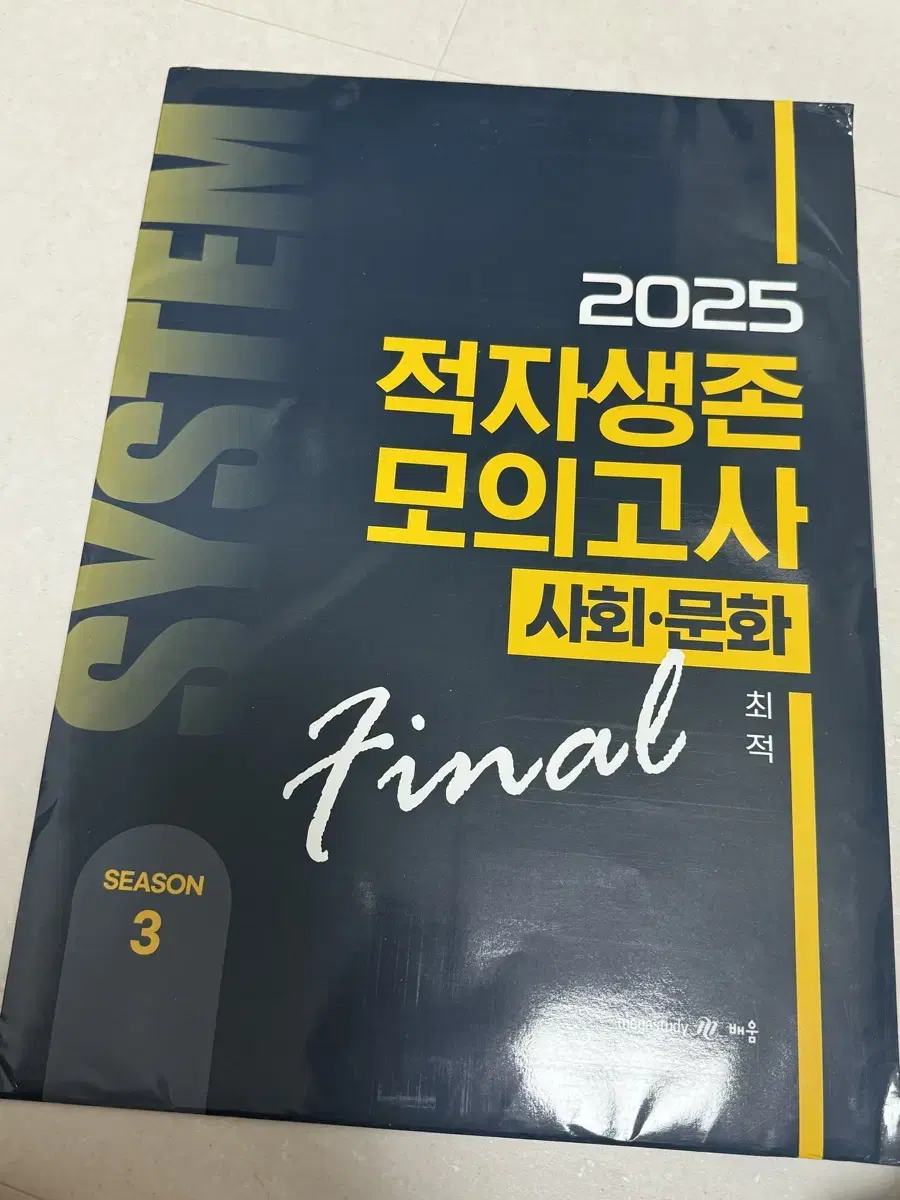 SYSTEM
2025
적자생존
모의고사
사회·문화
Final
최적
SEASON
3
megastudy 배움